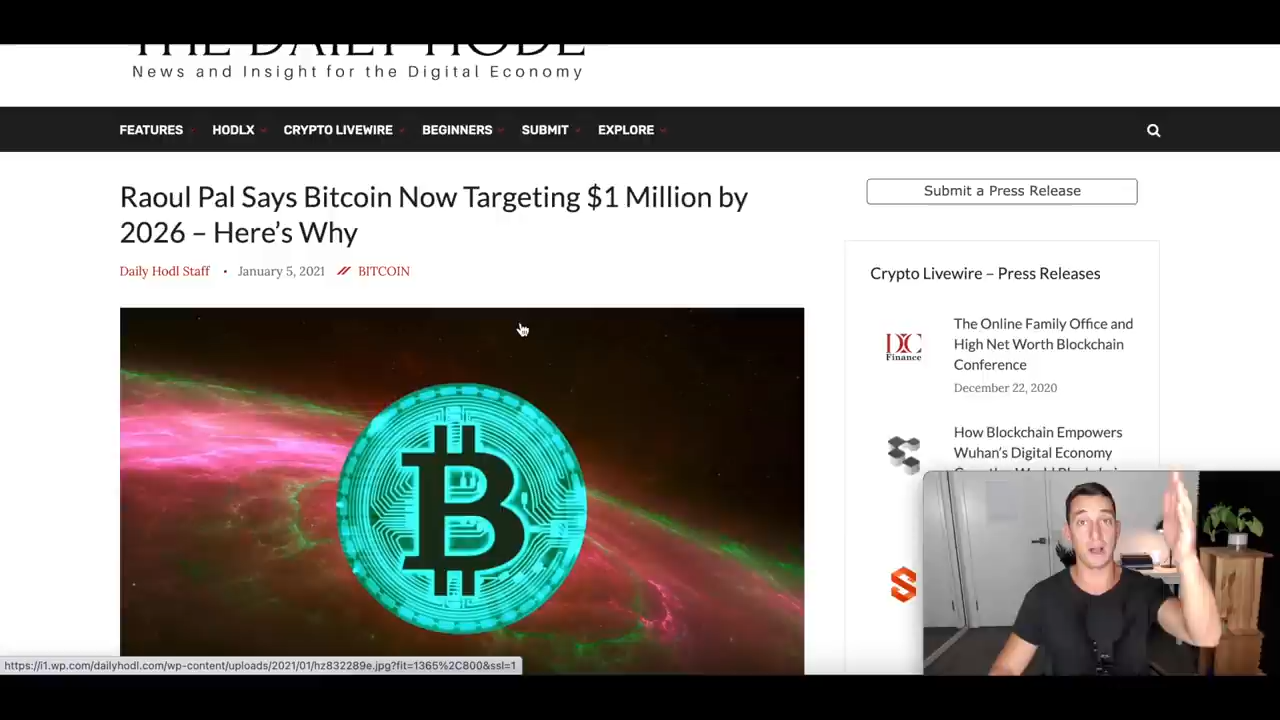 THE DAILY HODL
News and Insight for the Digital Economy
FEATURES HODLX CRYPTO LIVEWIRE BEGINNERS SUBMIT EXPLORE
Raoul Pal Says Bitcoin Now Targeting $1 Million by
2026 – Here's Why
Daily Hodl Staff • January 5, 2021 // BITCOIN
Submit a Press Release
Crypto Livewire – Press Releases
DC
Finance
The Online Family Office and
High Net Worth Blockchain
Conference
December 22, 2020
How Blockchain Empowers
Wuhan's Digital Economy
https://i1.wp.com/dailyhodl.com/wp-content/uploads/2021/01/hz832289e.jpg?fit=1365%2C800&ssl=1